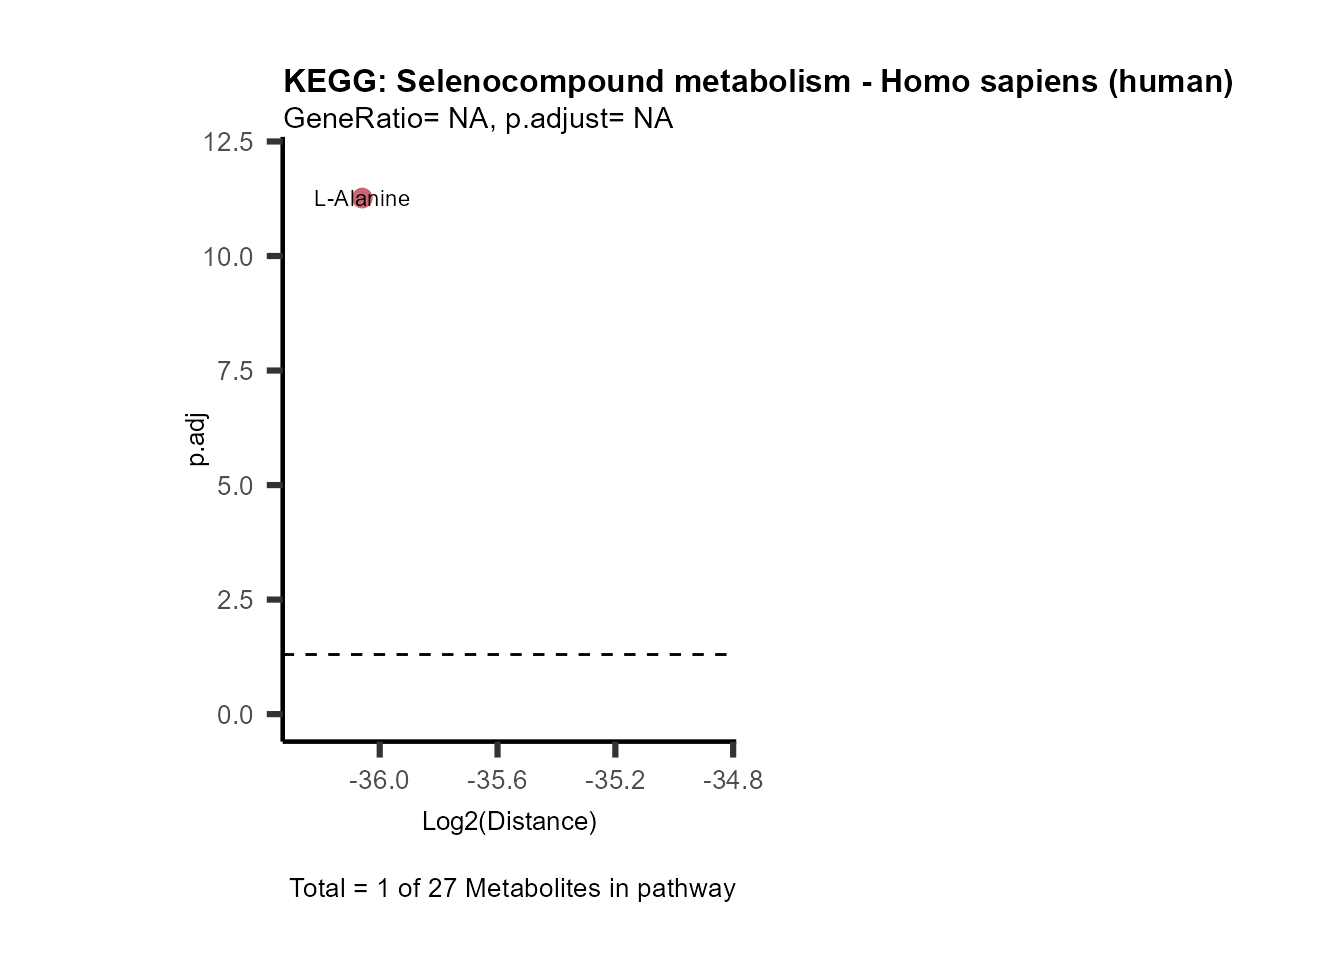 KEGG: Selenocompound metabolism - Homo sapiens (human)
GeneRatio= NA, p.adjust= NA
12.5
L-Alanine
10.0
7.5
p.adj
5.0
2.5
0.0
-36.0 -35.6 -35.2 -34.8
Log2(Distance)
Total = 1 of 27 Metabolites in pathway